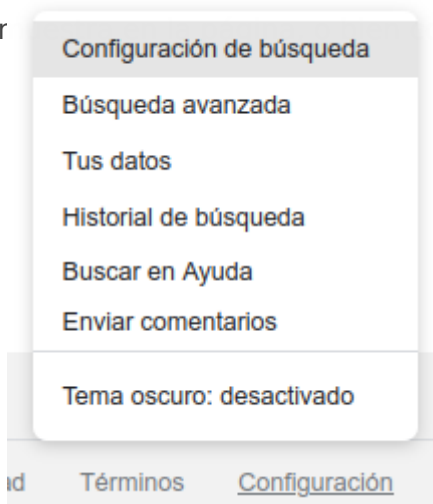 Configuración de búsqueda
Búsqueda avanzada
Tus datos
Historial de búsqueda
Buscar en Ayuda
Enviar comentarios
Tema oscuro: desactivado
Términos Configuración